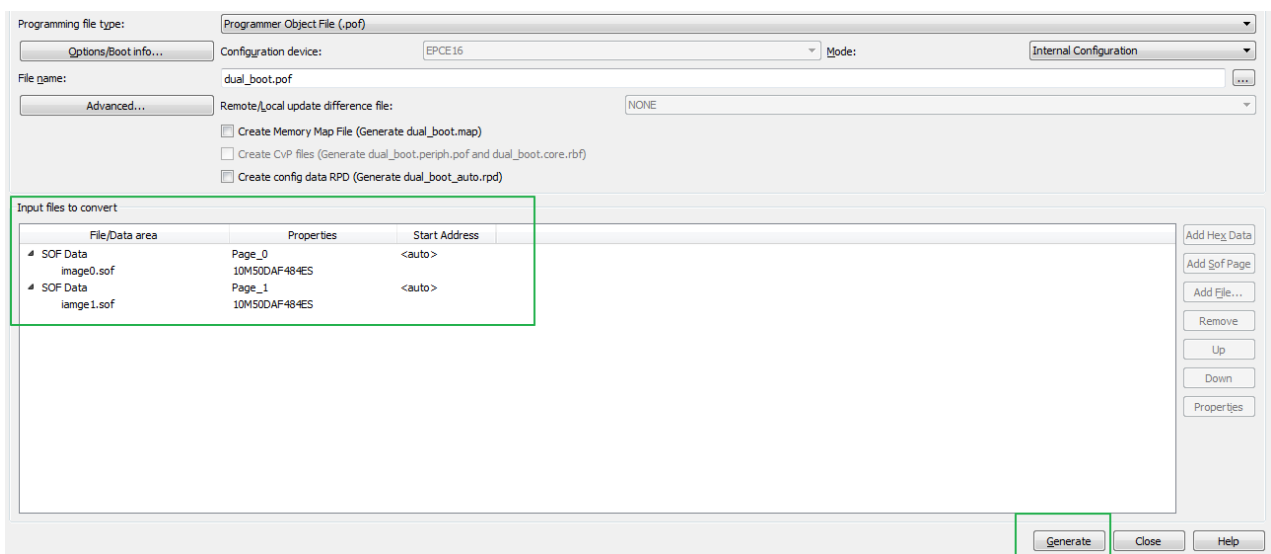 Programming file type: Programmer Object File (.pof)
Options/Boot info... Configuration device: EPCE16 Mode: Internal Configuration
File name: dual_boot.pof ...
Advanced... Remote/Local update difference file: NONE
Create Memory Map File (Generate dual_boot.map)
Create CvP files (Generate dual_boot.periph.pof and dual_boot.core.rbf)
Create config data RPD (Generate dual_boot_auto.rpd)
Input files to convert
File/Data area Properties Start Address
SOF Data Page_0 <auto>
image0.sof 10M50DAF484ES
SOF Data Page_1 <auto>
iamge1.sof 10M50DAF484ES
Add Hex Data
Add Sof Page
Add File...
Remove
Up
Down
Properties
Generate Close Help